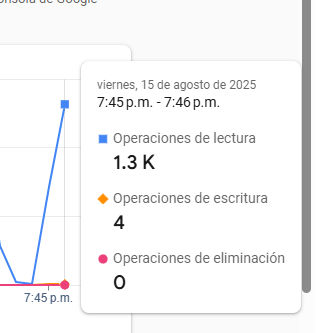 Consola de Google
viernes, 15 de agosto de 2025
7:45 p.m. - 7:46 p.m.
Operaciones de lectura
1.3 K
Operaciones de escritura
4
Operaciones de eliminación
0
7:45 p.m.